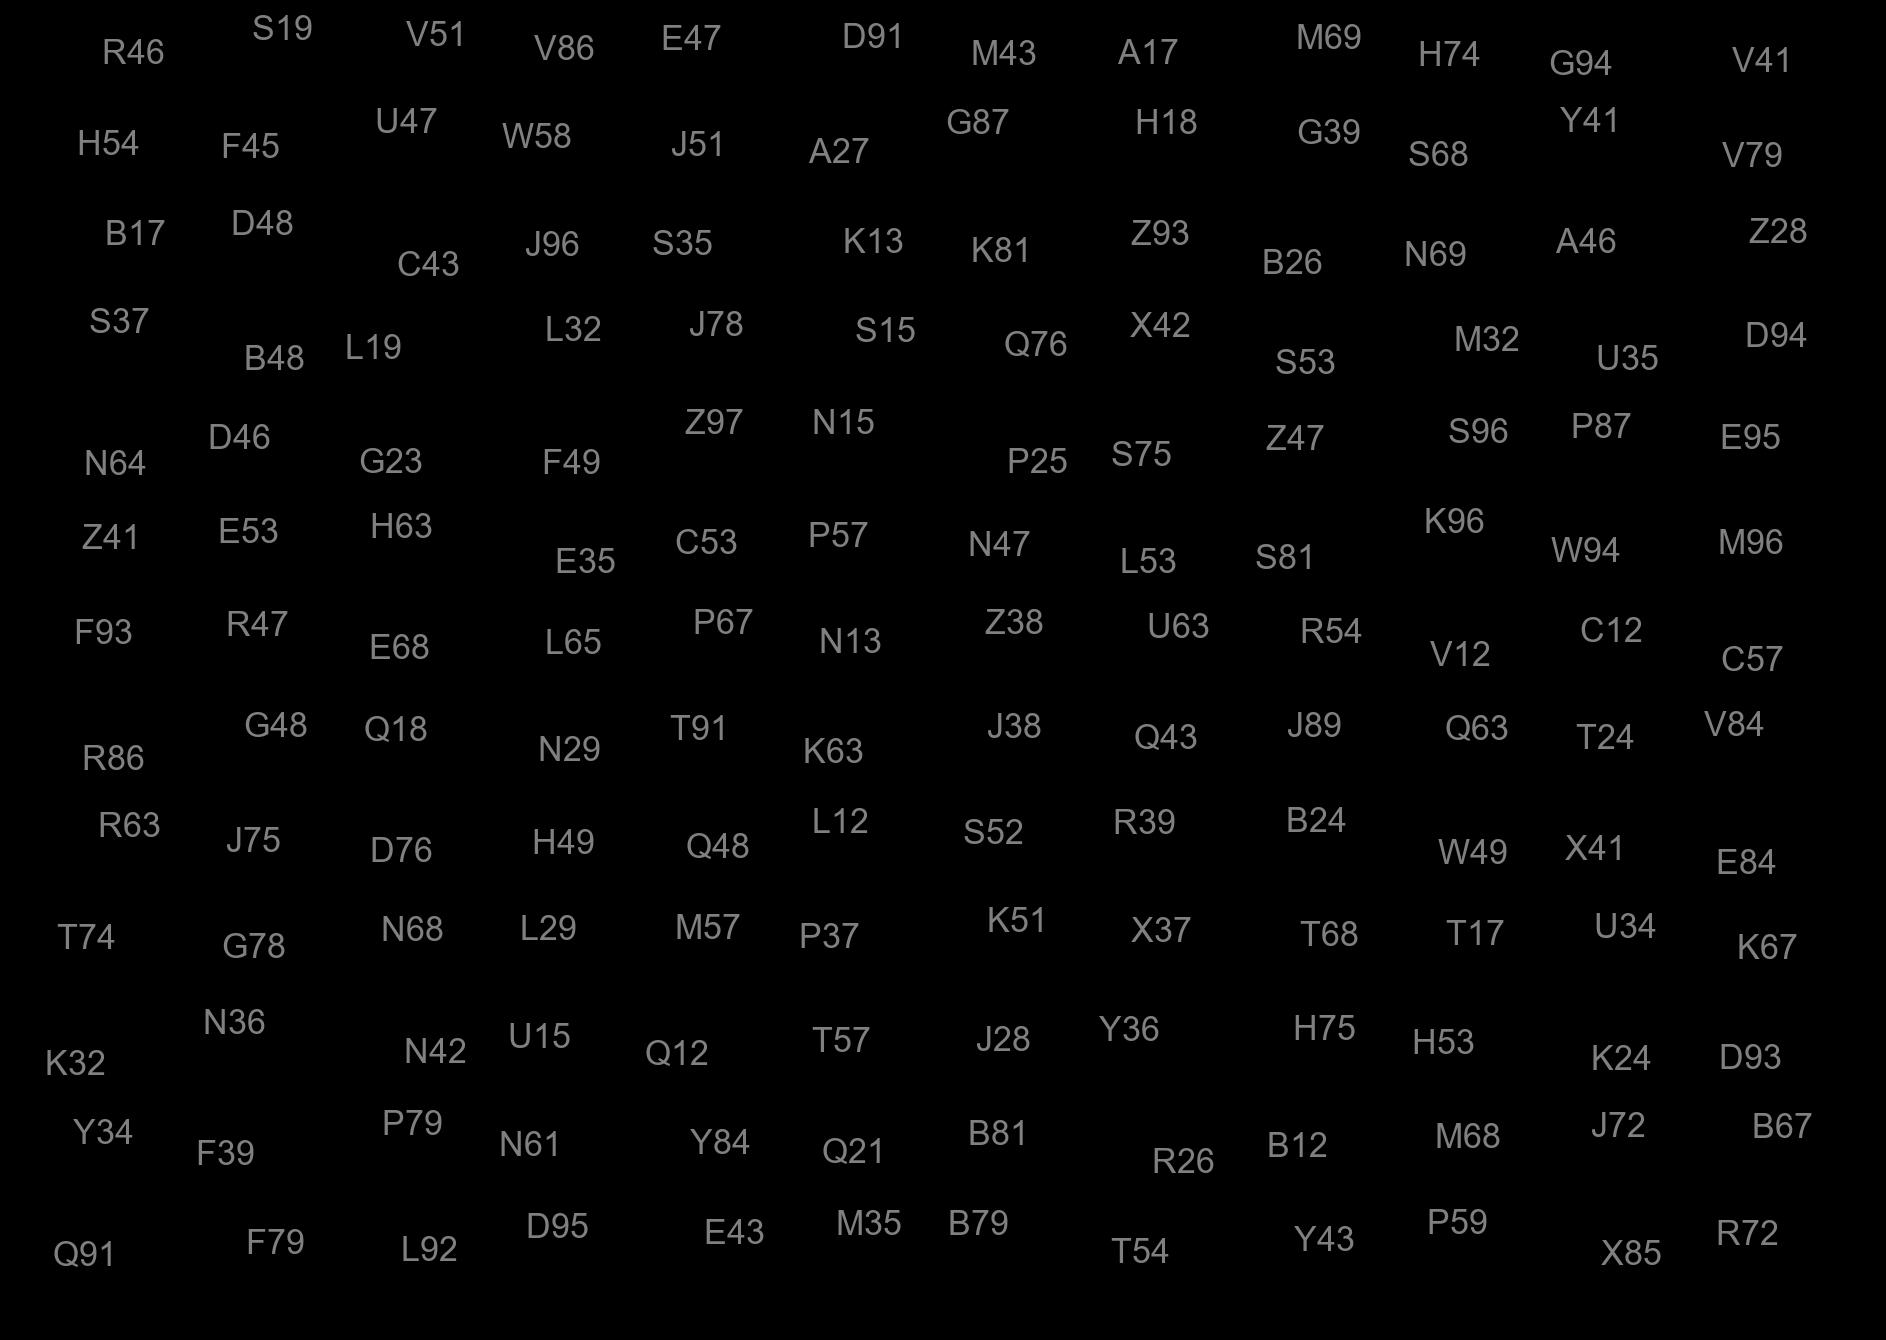 R46 S19 V51 V86 E47 D91 M43 A17 M69 H74 G94 V41
H54 F45 U47 W58 J51 A27 G87 H18 G39 S68 Y41 V79
B17 D48 C43 J96 S35 K13 K81 Z93 B26 N69 A46 Z28
S37 B48 L19 L32 J78 S15 Q76 X42 S53 M32 U35 D94
N64 D46 G23 F49 Z97 N15 P25 S75 Z47 S96 P87 E95
Z41 E53 H63 E35 C53 P57 N47 L53 S81 K96 W94 M96
F93 R47 E68 L65 P67 N13 Z38 U63 R54 V12 C12 C57
R86 G48 Q18 N29 T91 K63 J38 Q43 J89 Q63 T24 V84
R63 J75 D76 H49 Q48 L12 S52 R39 B24 W49 X41 E84
T74 G78 N68 L29 M57 P37 K51 X37 T68 T17 U34 K67
K32 N36 N42 U15 Q12 T57 J28 Y36 H75 H53 K24 D93
Y34 F39 P79 N61 Y84 Q21 B81 R26 B12 M68 J72 B67
Q91 F79 L92 D95 E43 M35 B79 T54 Y43 P59 X85 R72